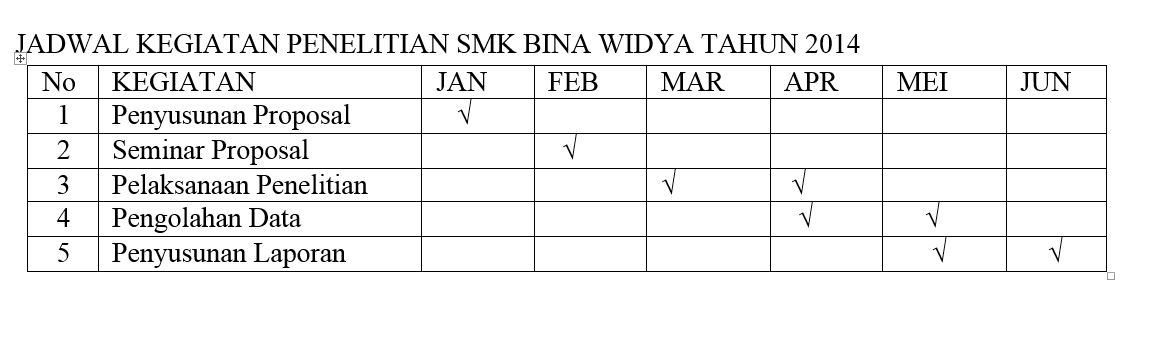 JADWAL KEGIATAN PENELITIAN SMK BINA WIDYA TAHUN 2014
No KEGIATAN JAN FEB MAR APR MEI JUN
1 Penyusunan Proposal √
2 Seminar Proposal √
3 Pelaksanaan Penelitian √ √
4 Pengolahan Data √ √
5 Penyusunan Laporan √ √